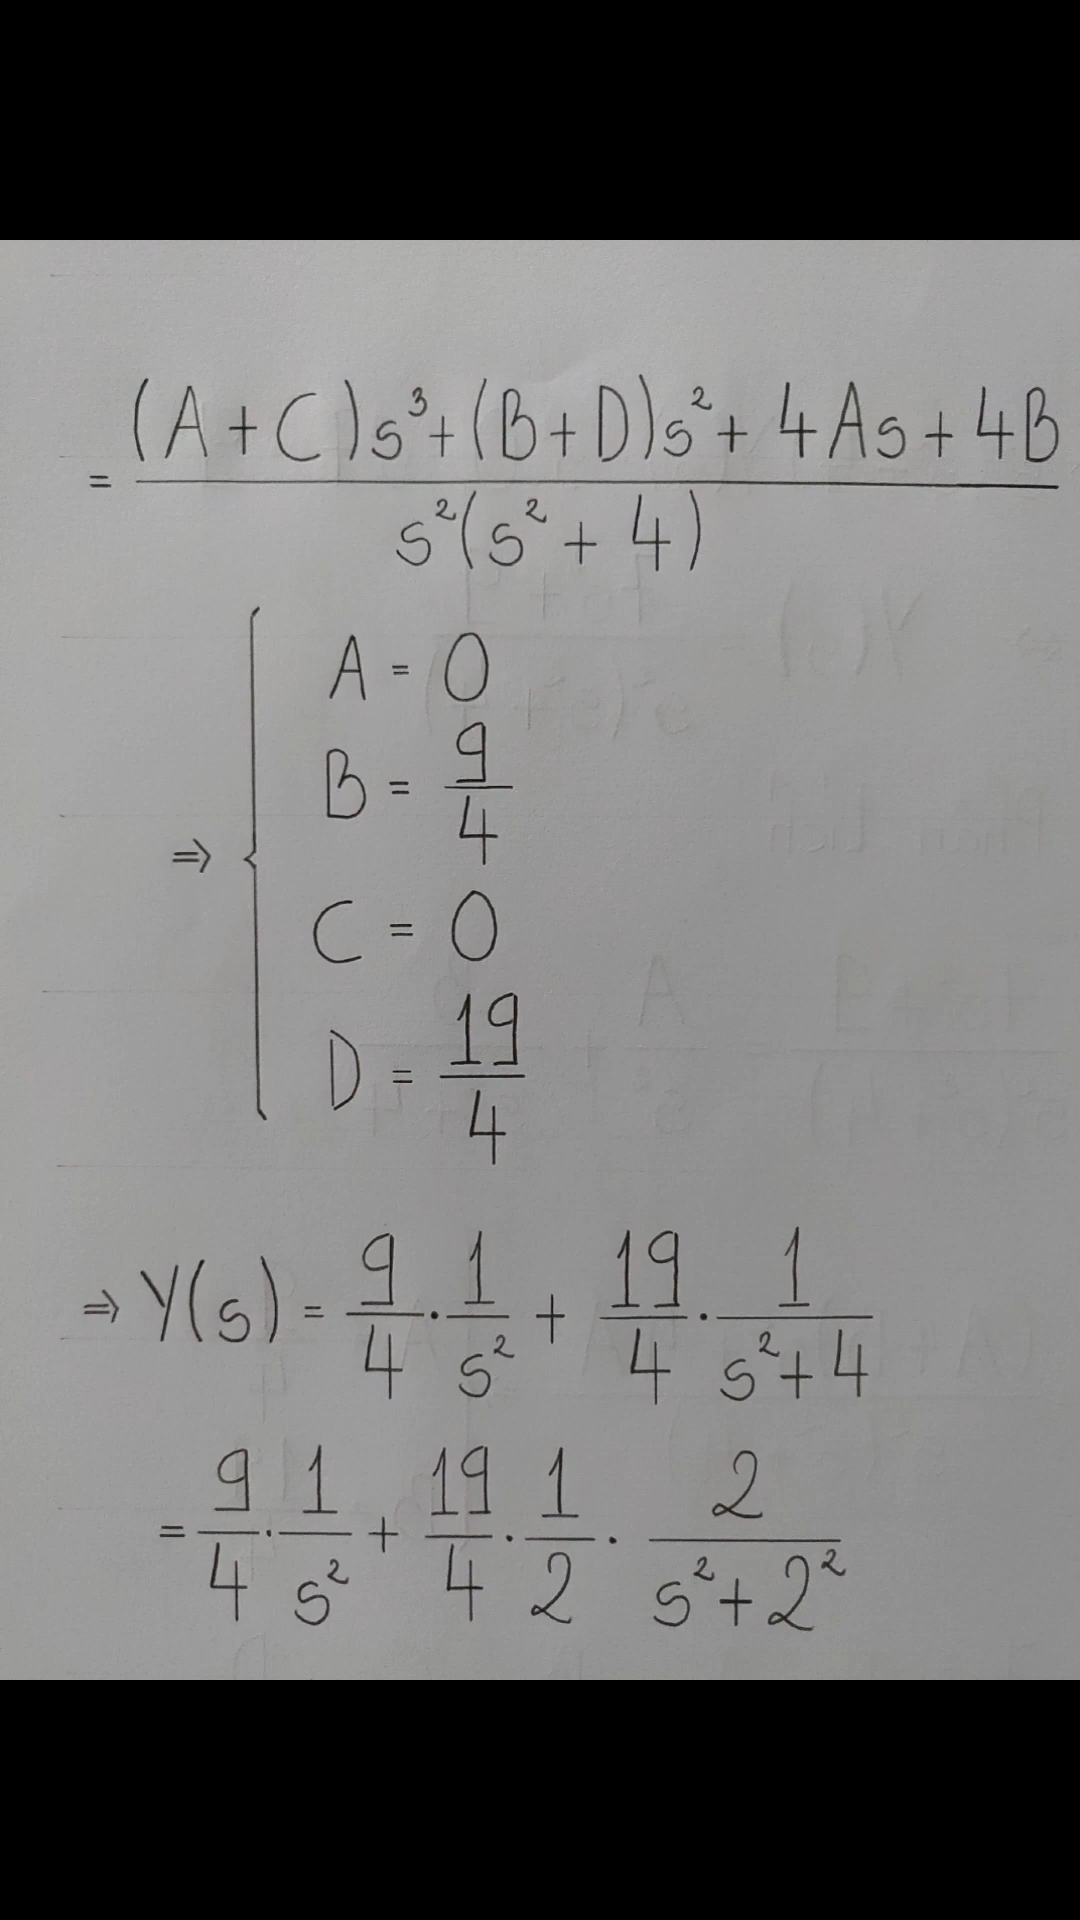 = ((A+C)s³+(B+D)s²+4As+4B)/(s²(s²+4))
A = 0
B = 9/4
⇒ {
C = 0
D = 19/4
⇒ Y(s) = 9/4 · 1/s² + 19/4 · 1/(s²+4)
= 9/4 · 1/s² + 19/4 · 1/2 · 2/(s²+2²)